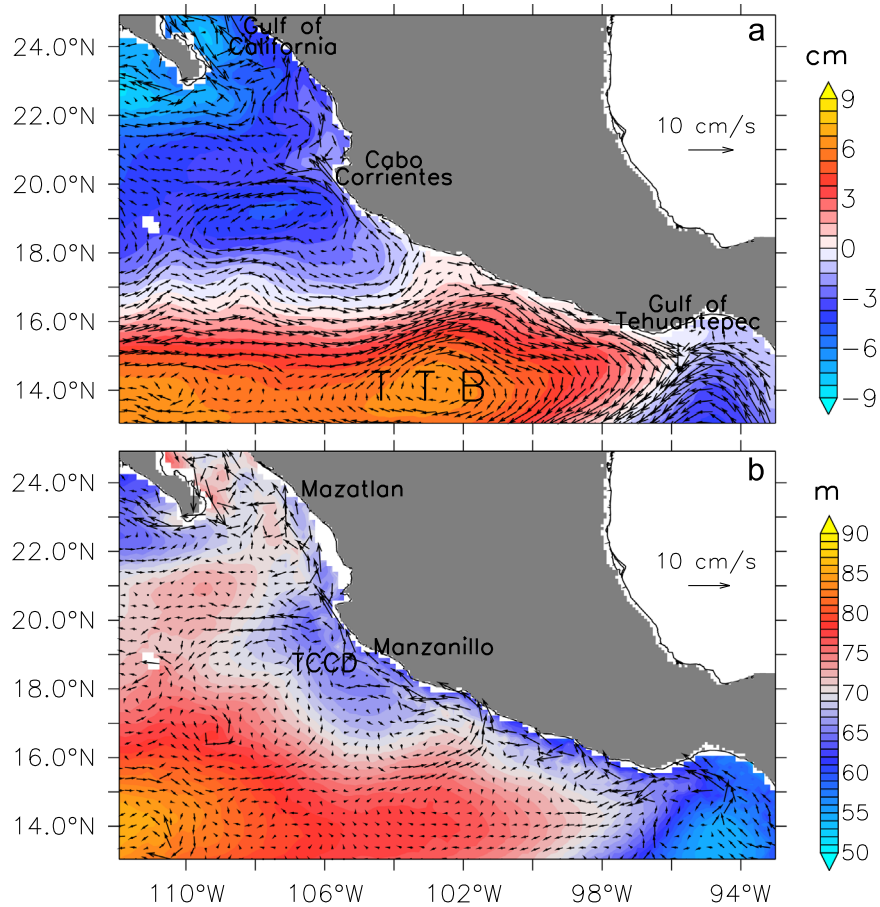 a
Gulf of
California
cm
24.0°N
22.0°N
20.0°N
18.0°N
16.0°N
14.0°N
10 cm/s
Cabo
Corrientes
Gulf of
Tehuantepec
T T B
9
6
3
0
−3
−6
−9
b
m
24.0°N
22.0°N
20.0°N
18.0°N
16.0°N
14.0°N
Mazatlan
10 cm/s
Manzanillo
TCCD
90
85
80
75
70
65
60
55
50
110°W 106°W 102°W 98°W 94°W